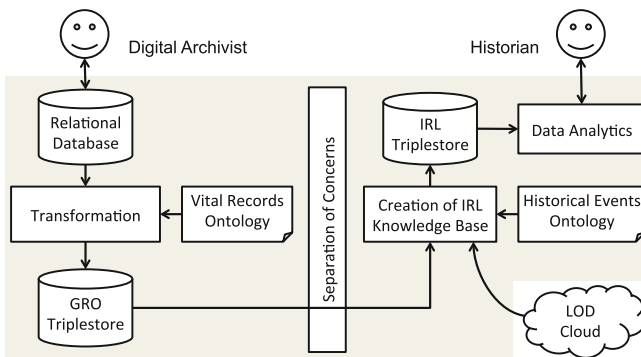 Digital Archivist
Historian
Relational
Database
IRL
Triplestore
Data Analytics
Transformation
Vital Records
Ontology
Separation of Concerns
Creation of IRL
Knowledge Base
Historical Events
Ontology
GRO
Triplestore
LOD
Cloud